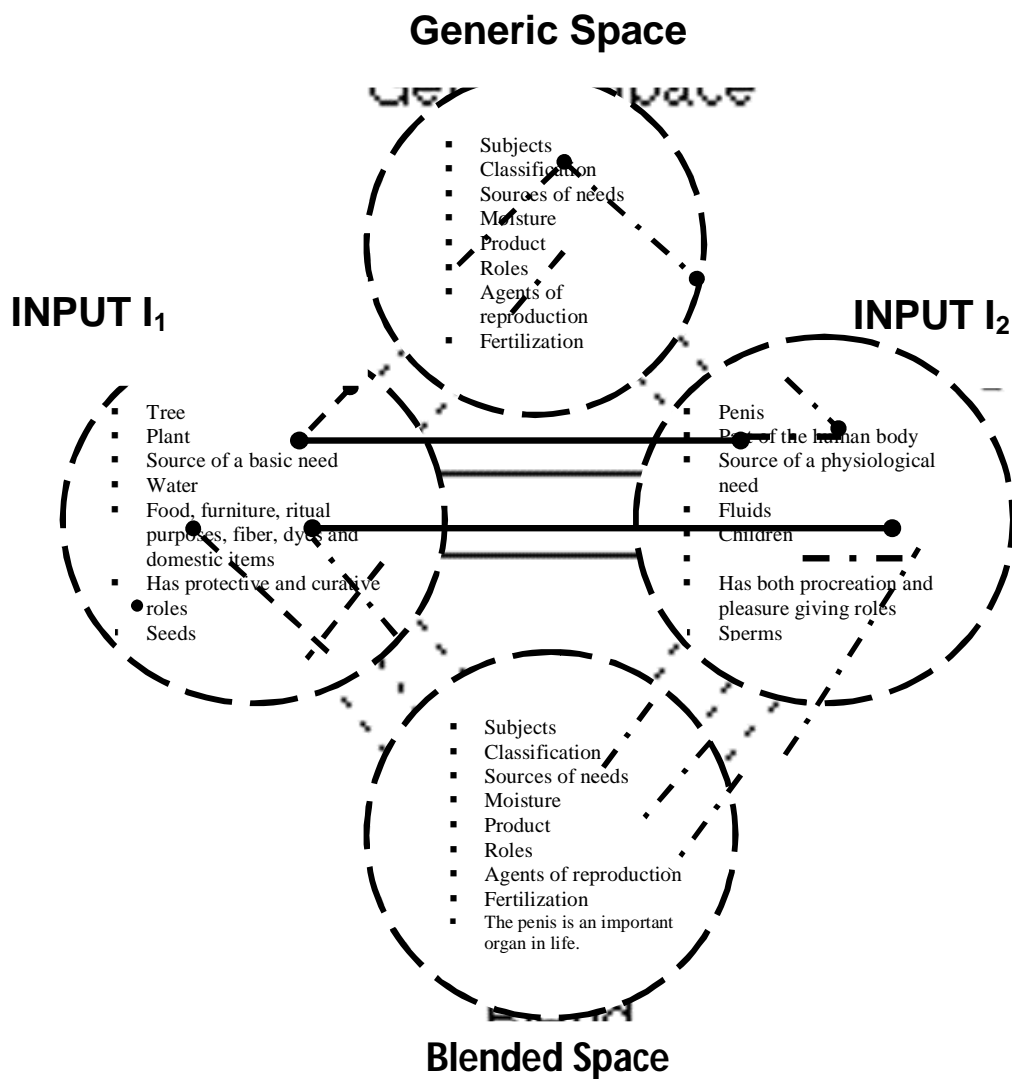 Generic Space
Subjects
Classification
Sources of needs
Moisture
Product
Roles
Agents of
reproduction
Fertilization
INPUT I₁
Tree
Plant
Source of a basic need
Water
Food, furniture, ritual
purposes, fiber, dyes and
domestic items
Has protective and curative
roles
Seeds
INPUT I₂
Penis
Part of the human body
Source of a physiological
need
Fluids
Children
Has both procreation and
pleasure giving roles
Sperms
Subjects
Classification
Sources of needs
Moisture
Product
Roles
Agents of reproduction
Fertilization
The penis is an important
organ in life.
Blended Space